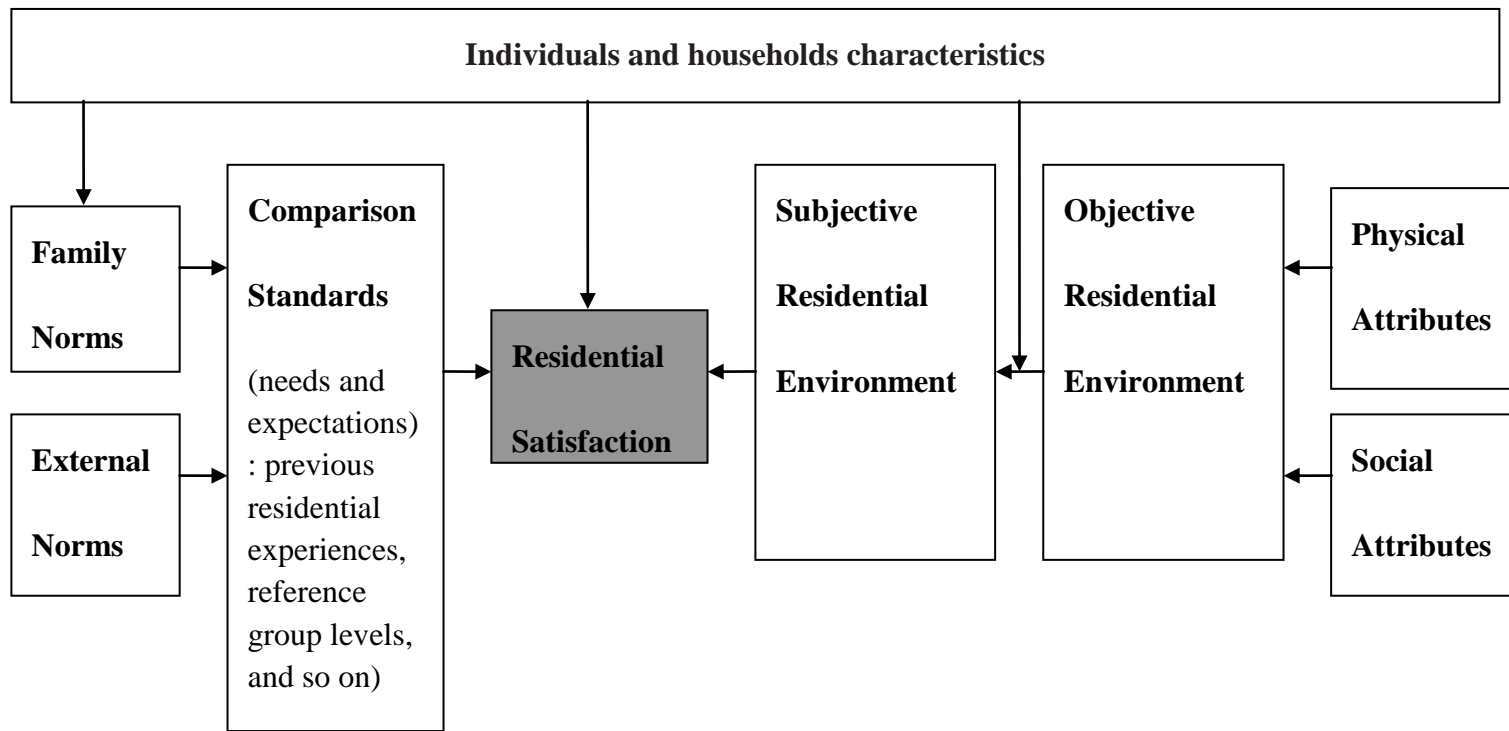 Individuals and households characteristics
Family
Norms
External
Norms
Comparison
Standards
(needs and
expectations)
: previous
residential
experiences,
reference
group levels,
and so on)
Residential
Satisfaction
Subjective
Residential
Environment
Objective
Residential
Environment
Physical
Attributes
Social
Attributes